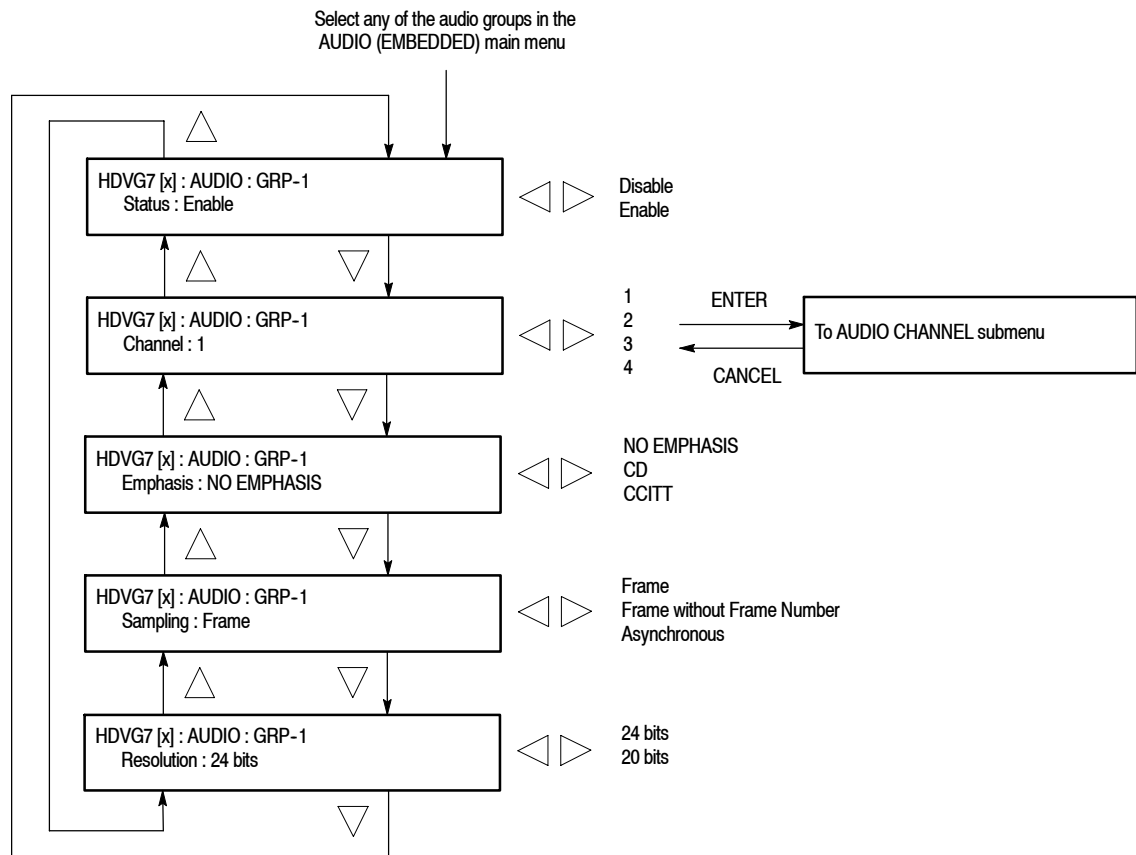 Select any of the audio groups in the
AUDIO (EMBEDDED) main menu
HDVG7 [x] : AUDIO : GRP-1
Status : Enable
Disable
Enable
HDVG7 [x] : AUDIO : GRP-1
Channel : 1
1
2
3
4
ENTER
CANCEL
To AUDIO CHANNEL submenu
HDVG7 [x] : AUDIO : GRP-1
Emphasis : NO EMPHASIS
NO EMPHASIS
CD
CCITT
HDVG7 [x] : AUDIO : GRP-1
Sampling : Frame
Frame
Frame without Frame Number
Asynchronous
HDVG7 [x] : AUDIO : GRP-1
Resolution : 24 bits
24 bits
20 bits